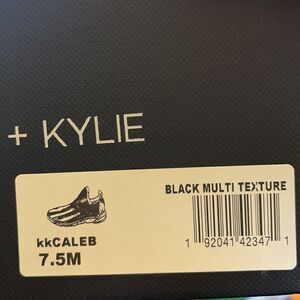 + KYLIE
BLACK MULTI TEXTURE
kkCALEB
7.5M
1 92041 42347 1